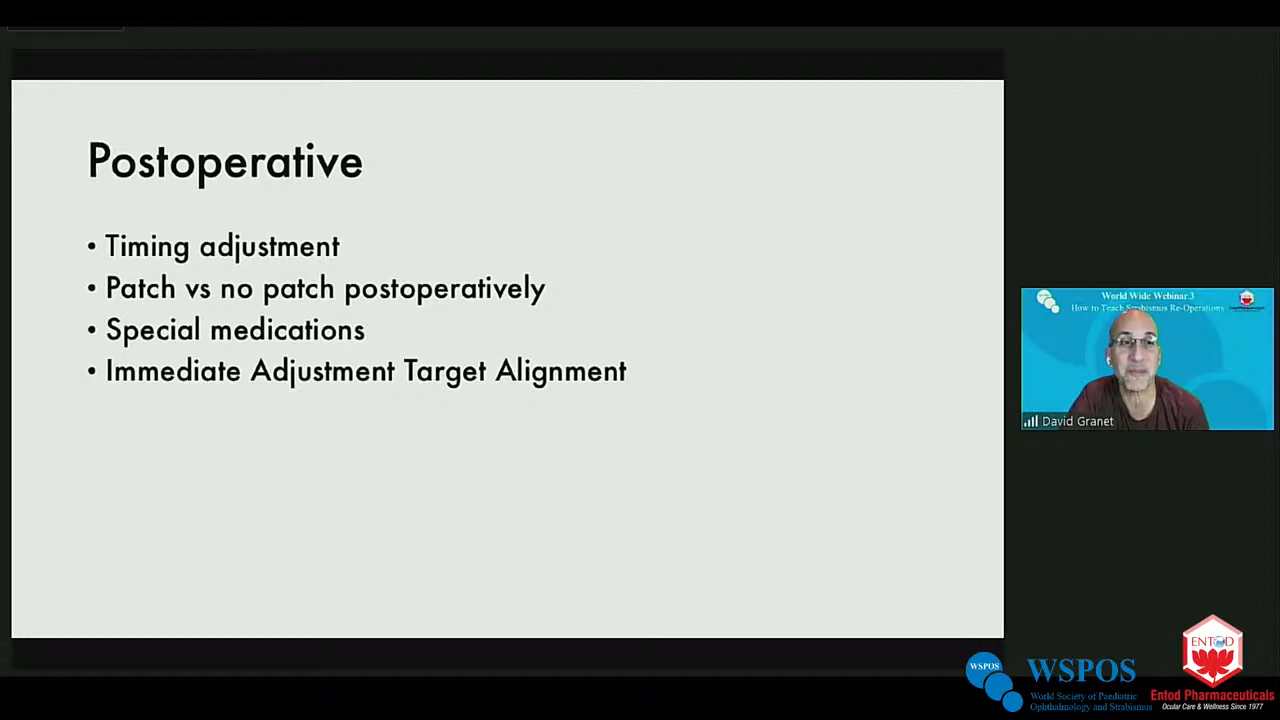 Postoperative
• Timing adjustment
• Patch vs no patch postoperatively
• Special medications
• Immediate Adjustment Target Alignment
World Wide Webinar 3
How to Teach Strabismus Re-Operations
David Granet
WSPOS
WSPOS
World Society of Paediatric
Ophthalmology and Strabismus
ENTOD
Entod Pharmaceuticals
Ocular Care & Wellness Since 1977